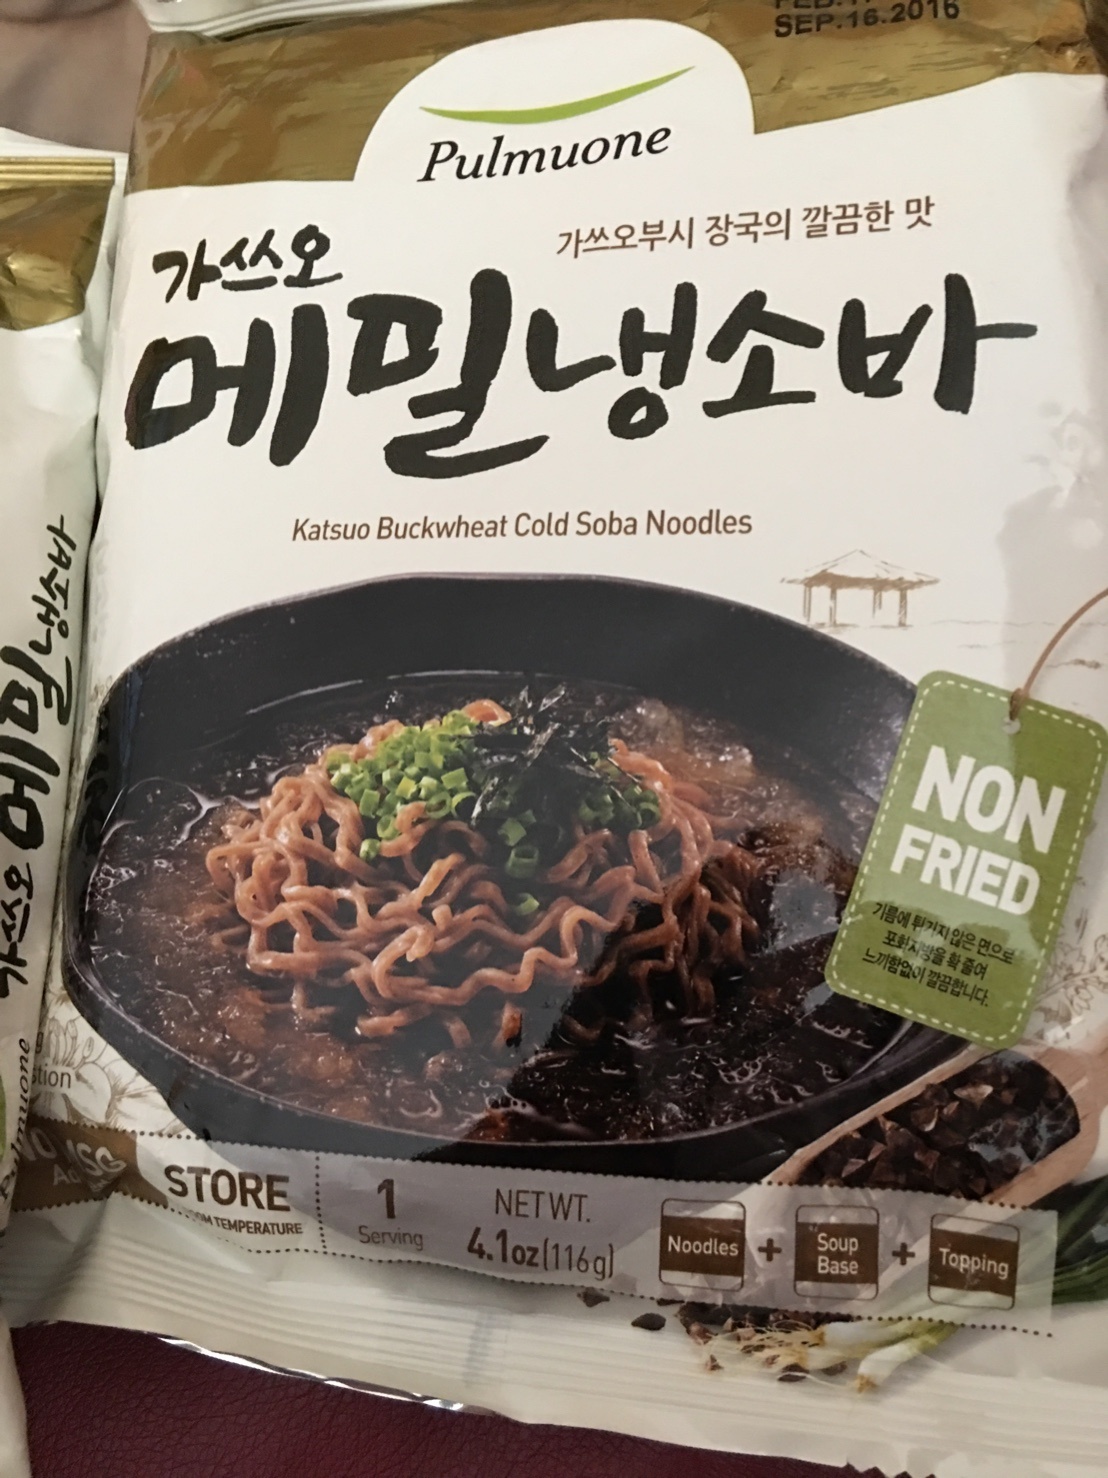 SEP.16.2016
Pulmuone
가쓰오부시 장국의 깔끔한 맛
가쓰오
메밀냉소바
Katsuo Buckwheat Cold Soba Noodles
NON
FRIED
기름에 튀기지 않은 면으로
포화지방을 확 줄여
느끼함없이 깔끔합니다.
STORE
TEMPERATURE
1
Serving
NET WT.
4.1oz(116g)
Noodles + Soup Base + Topping